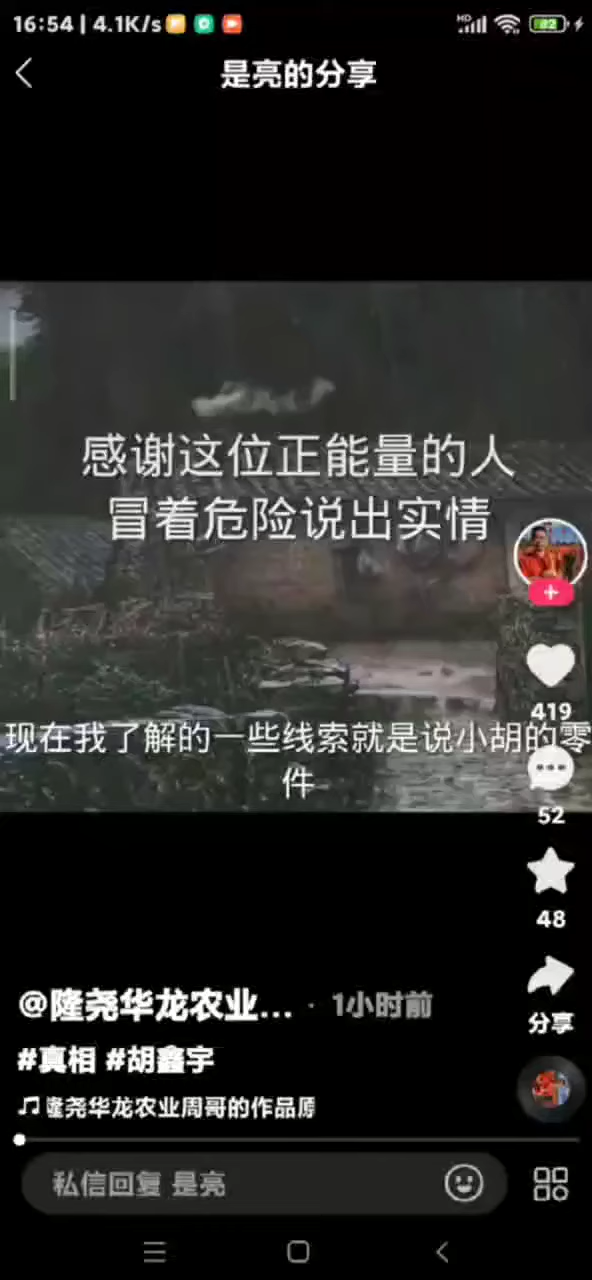 16:54 | 4.1K/s
HD
82
是亮的分享
感谢这位正能量的人
冒着危险说出实情
419
现在我了解的一些线索就是说小胡的零
件
52
48
分享
@隆尧华龙农业... · 1小时前
#真相 #胡鑫宇
隆尧华龙农业周哥的作品原
私信回复 是亮